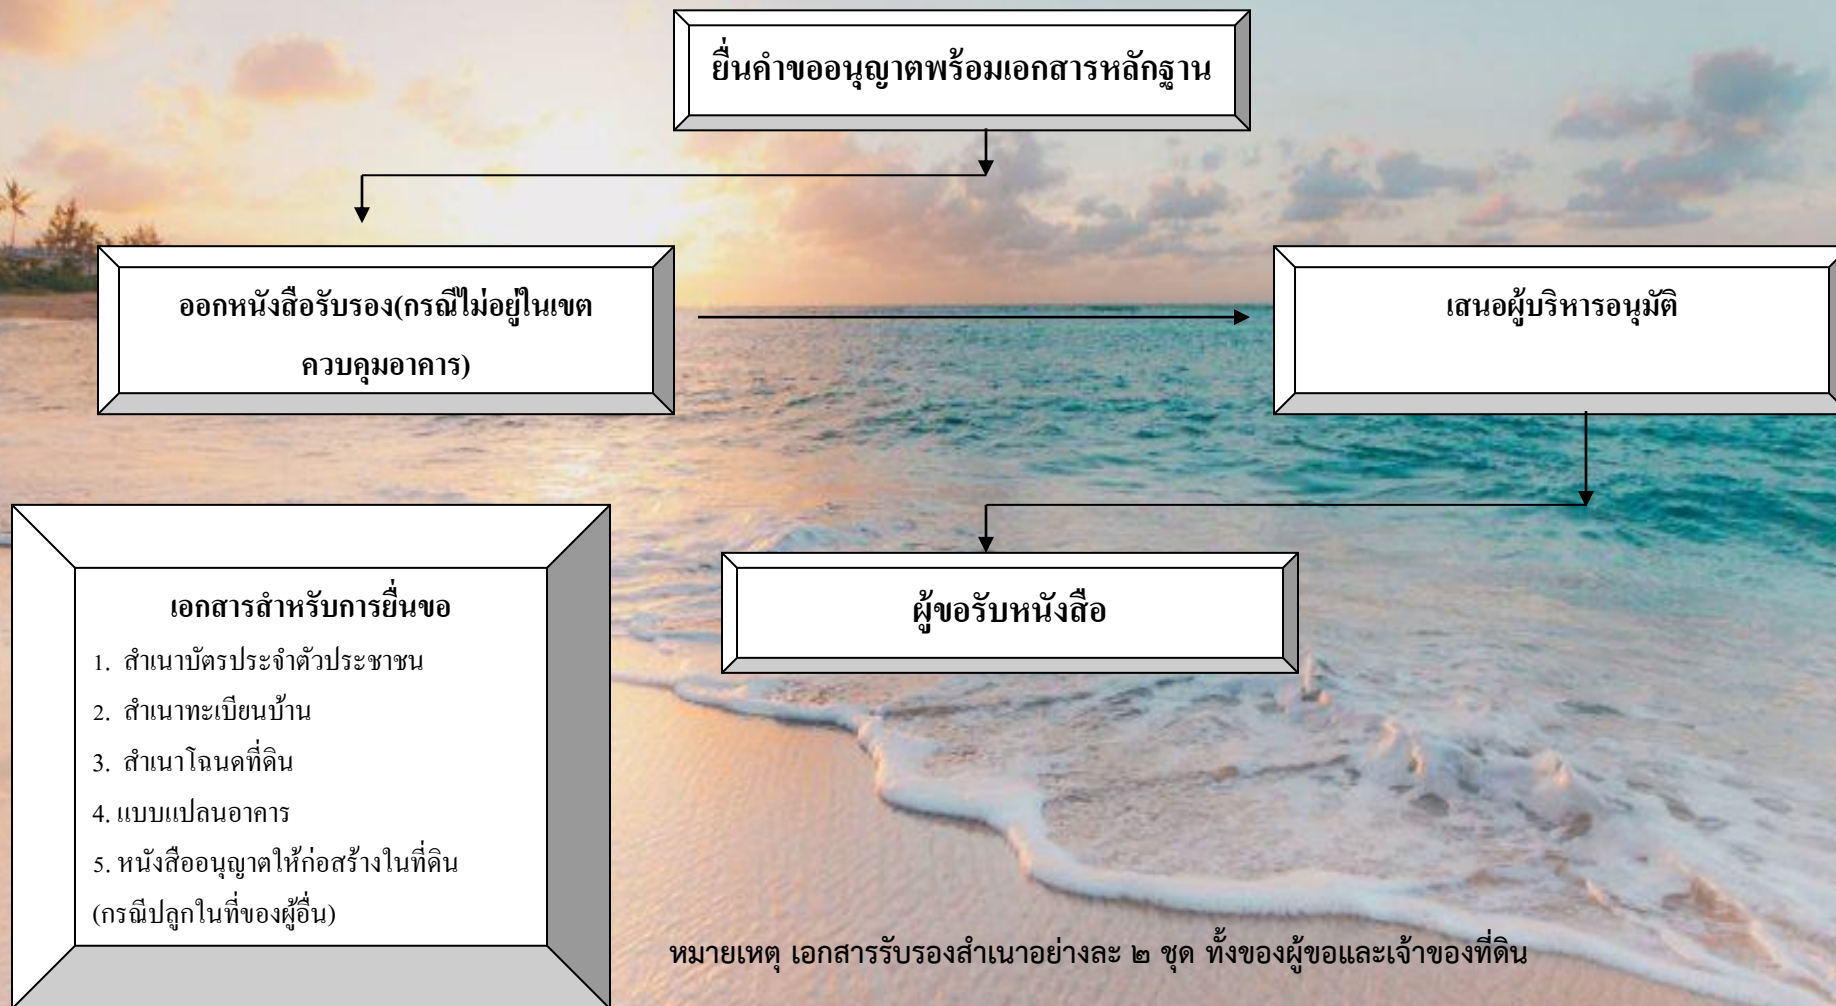 ยื่นคำขออนุญาตพร้อมเอกสารหลักฐาน
ออกหนังสือรับรอง(กรณีไม่อยู่ในเขต
ควบคุมอาคาร)
เสนอผู้บริหารอนุมัติ
ผู้ขอรับหนังสือ
เอกสารสำหรับการยื่นขอ
1. สำเนาบัตรประจำตัวประชาชน
2. สำเนาทะเบียนบ้าน
3. สำเนาโฉนดที่ดิน
4. แบบแปลนอาคาร
5. หนังสืออนุญาตให้ก่อสร้างในที่ดิน
(กรณีปลูกในที่ของผู้อื่น)
หมายเหตุ เอกสารรับรองสำเนาอย่างละ ๒ ชุด ทั้งของผู้ขอและเจ้าของที่ดิน